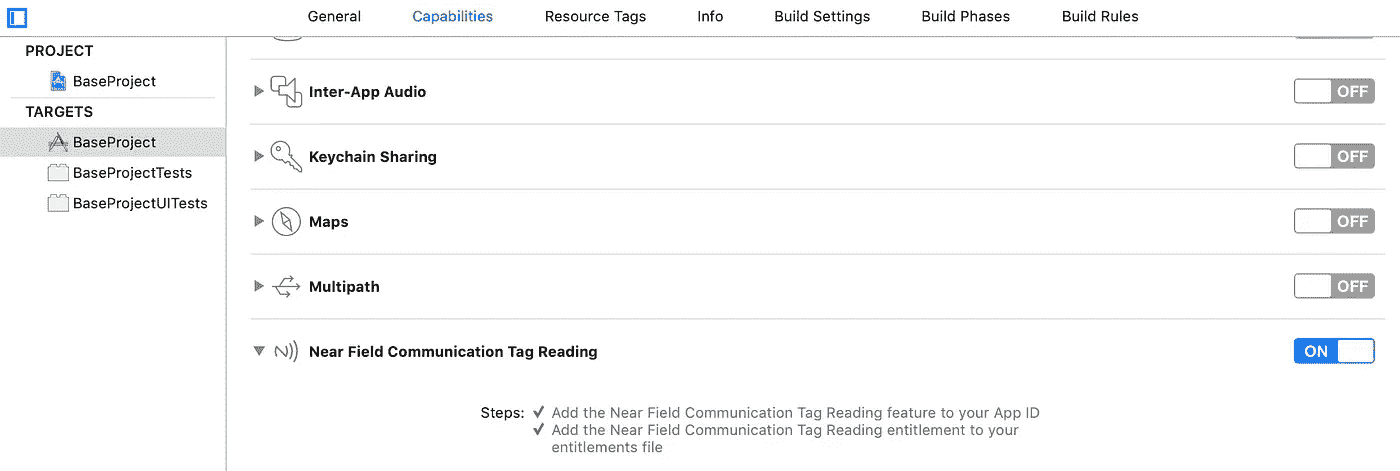 General Capabilities Resource Tags Info Build Settings Build Phases Build Rules
PROJECT
BaseProject
TARGETS
BaseProject
BaseProjectTests
BaseProjectUITests
Inter-App Audio OFF
Keychain Sharing OFF
Maps OFF
Multipath OFF
Near Field Communication Tag Reading ON
Steps: ✓ Add the Near Field Communication Tag Reading feature to your App ID
✓ Add the Near Field Communication Tag Reading entitlement to your
entitlements file